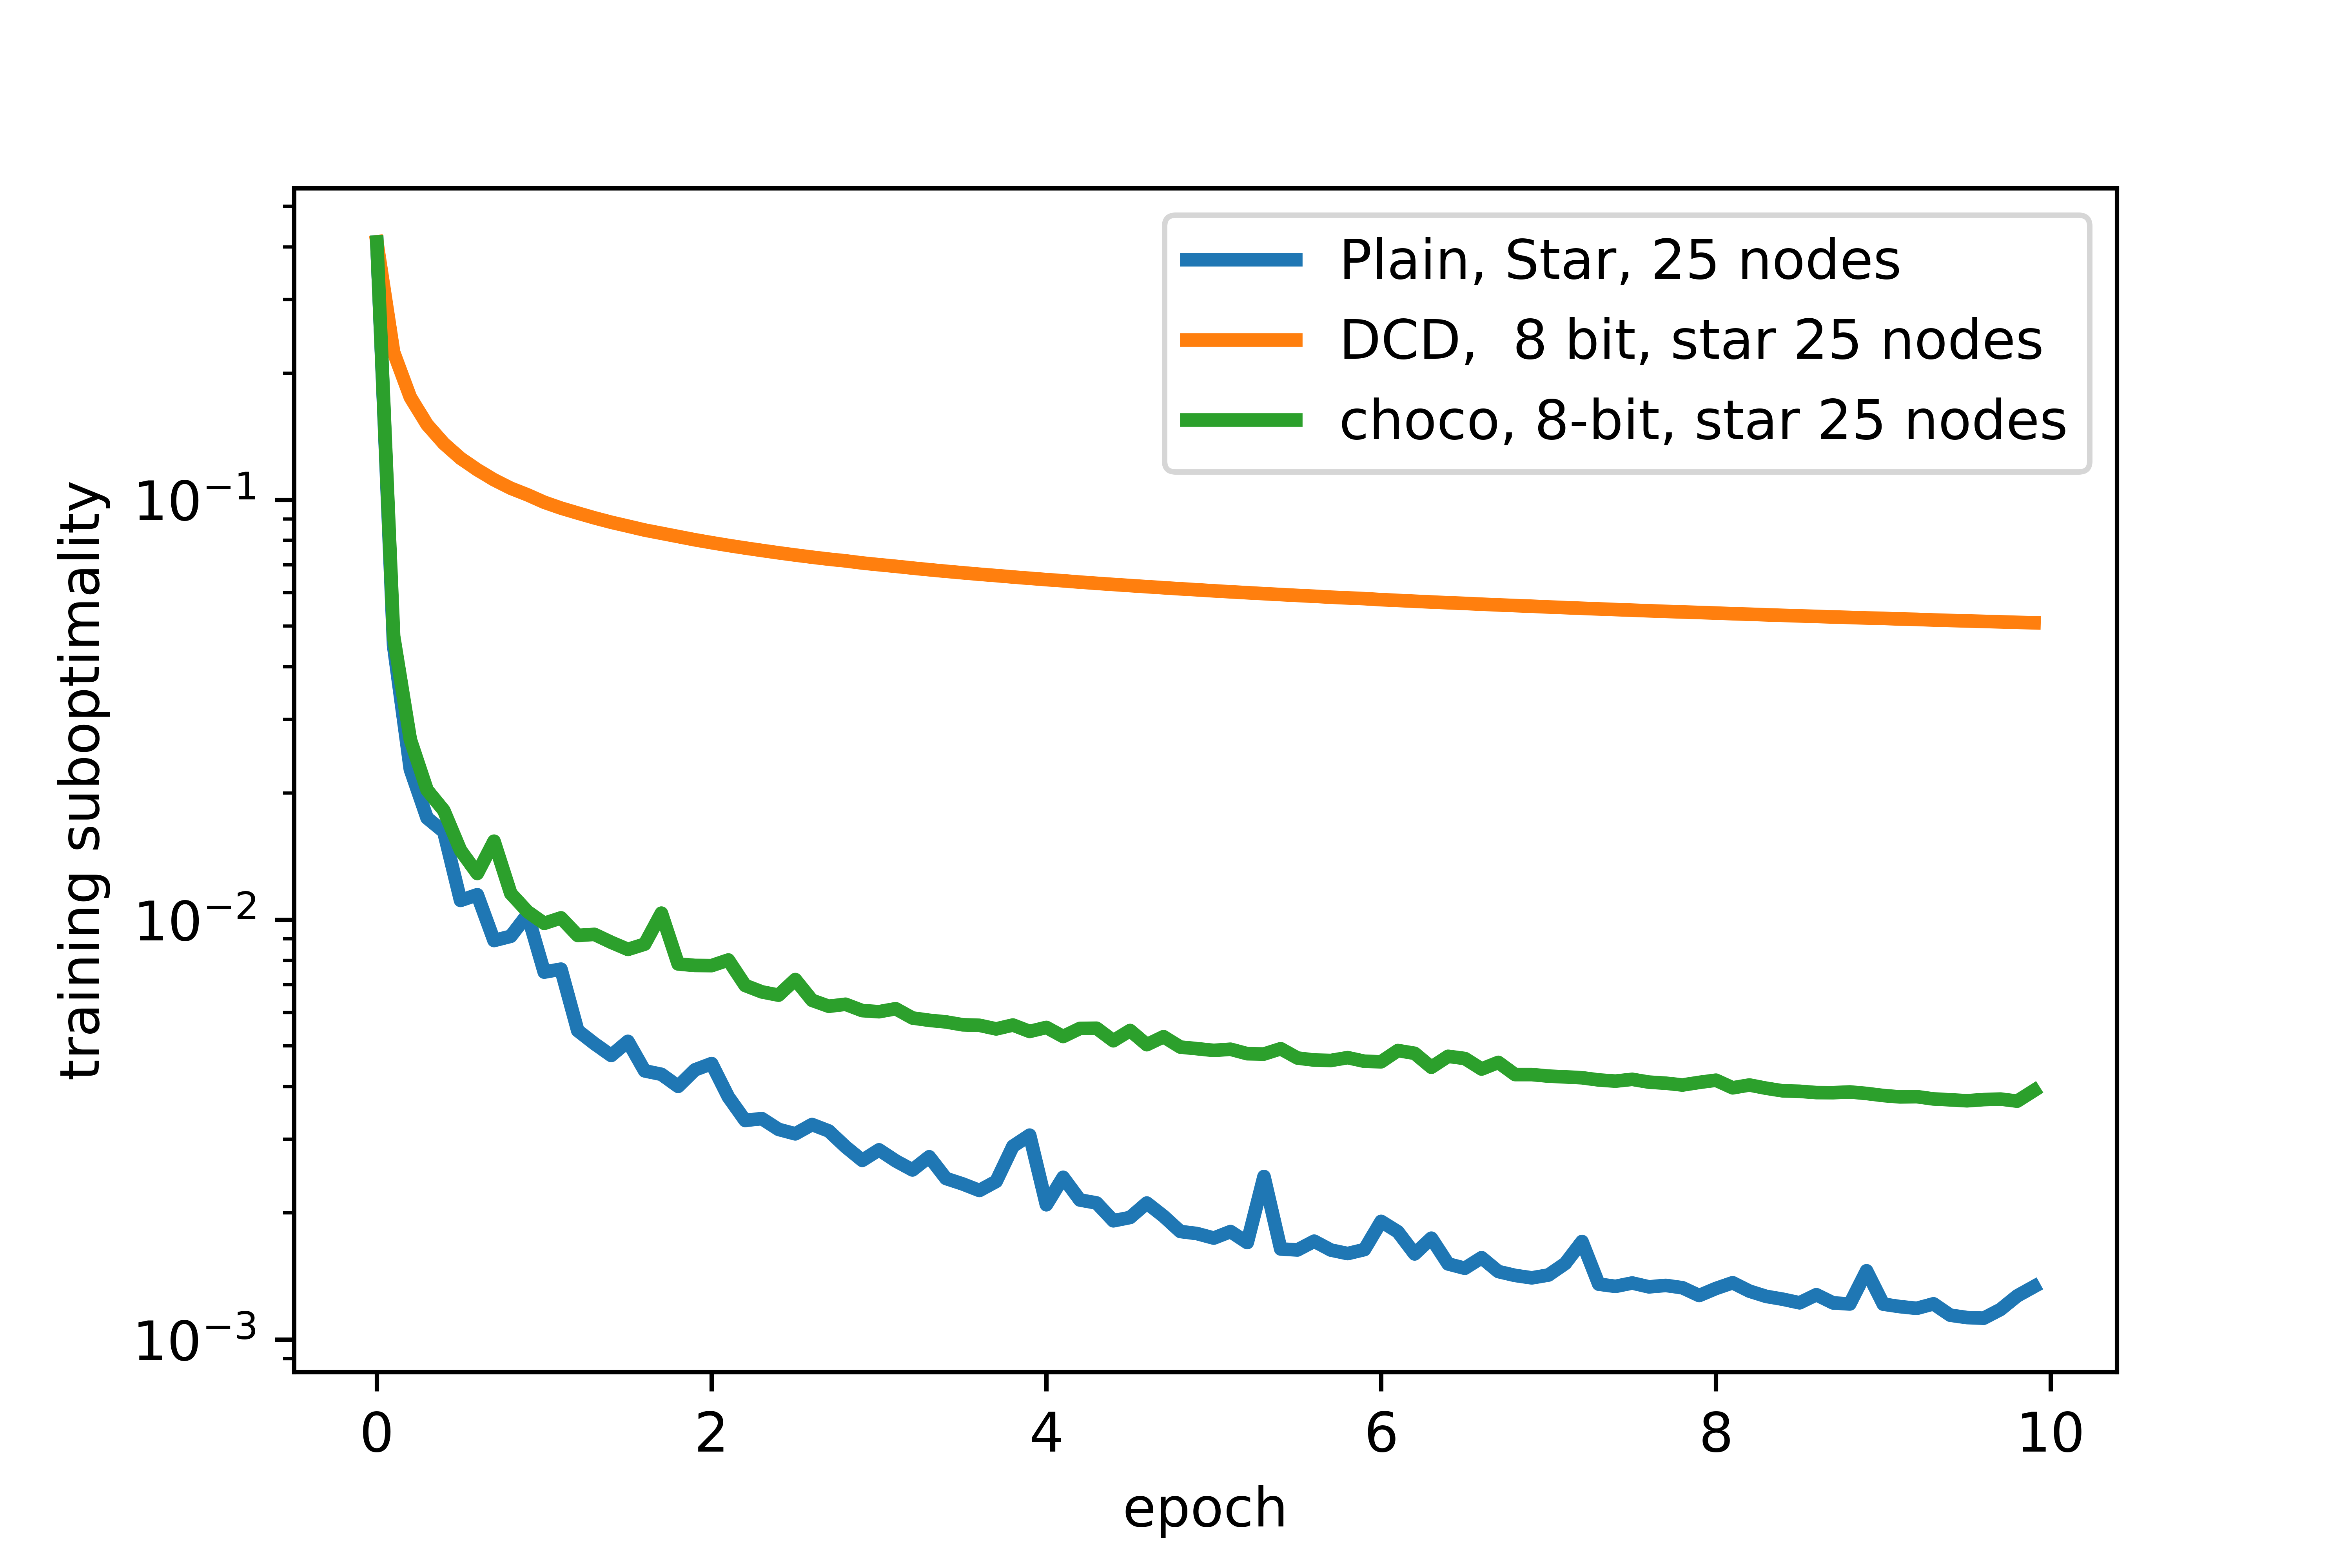 Plain, Star, 25 nodes
DCD,  8 bit, star 25 nodes
choco, 8-bit, star 25 nodes
training suboptimality
10⁻¹
10⁻²
10⁻³
0 2 4 6 8 10
epoch